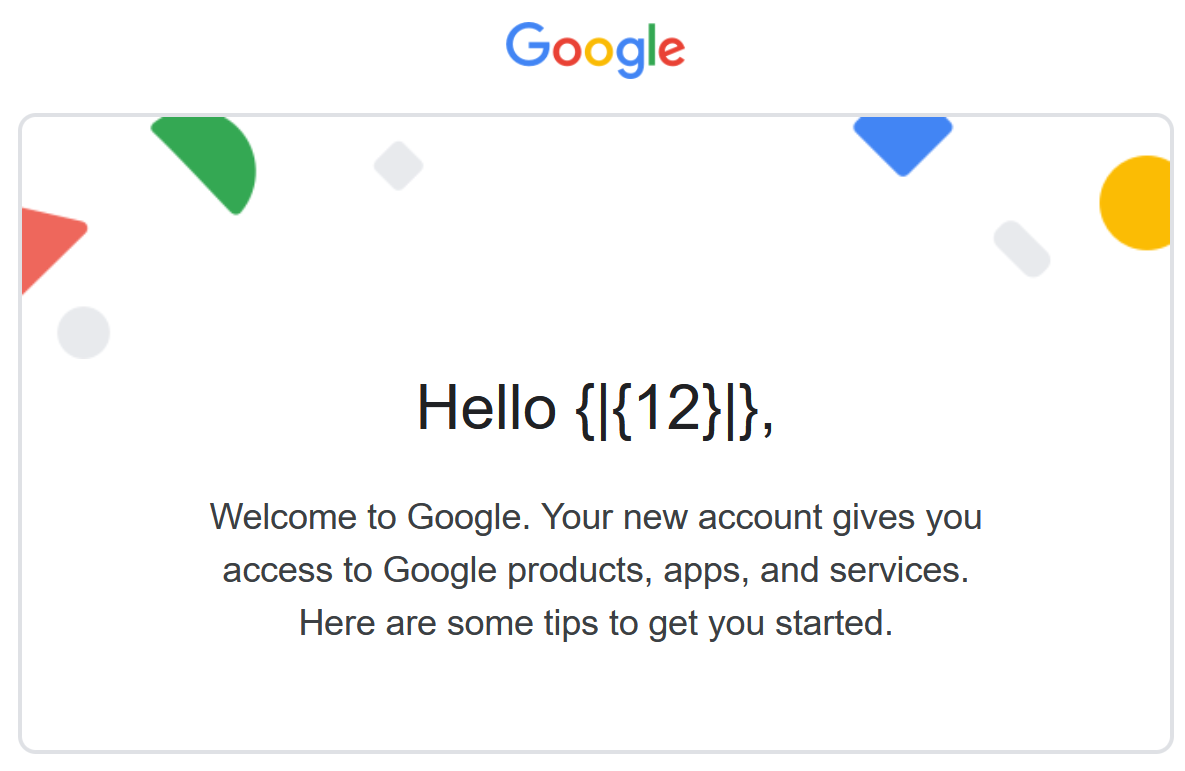 Google
Hello {|{12}|},
Welcome to Google. Your new account gives you
access to Google products, apps, and services.
Here are some tips to get you started.